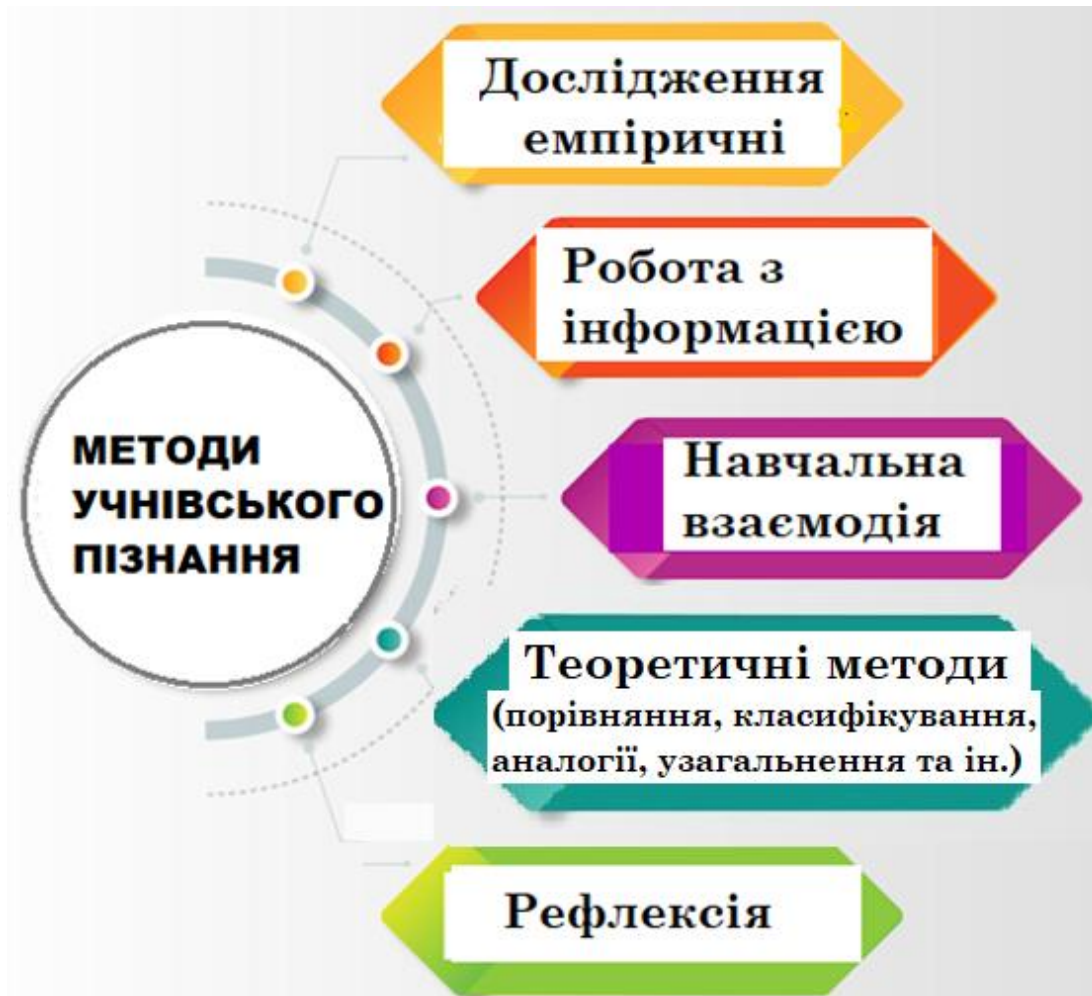 Дослідження
емпіричні
Робота з
інформацією
МЕТОДИ
УЧНІВСЬКОГО
ПІЗНАННЯ
Навчальна
взаємодія
Теоретичні методи
(порівняння, класифікування,
аналогії, узагальнення та ін.)
Рефлексія